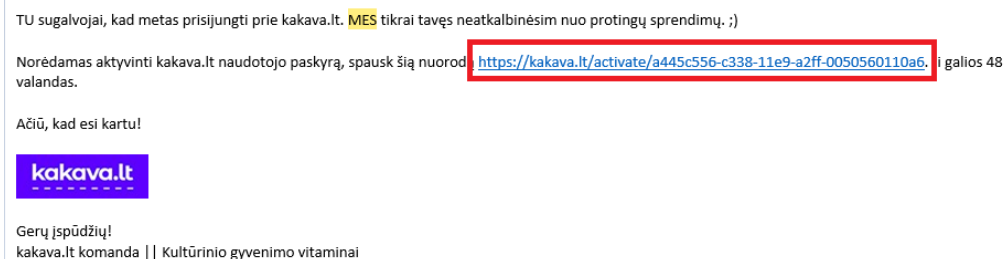 TU sugalvojai, kad metas prisijungti prie kakava.lt. MES tikrai tavęs neatkalbinėsim nuo protingų sprendimų. ;)
Norėdamas aktyvinti kakava.lt naudotojo paskyrą, spausk šią nuorod https://kakava.lt/activate/a445c556-c338-11e9-a2ff-0050560110a6. i galios 48
valandas.
Ačiū, kad esi kartu!
kakava.lt
Gerų įspūdžių!
kakava.lt komanda || Kultūrinio gyvenimo vitaminai